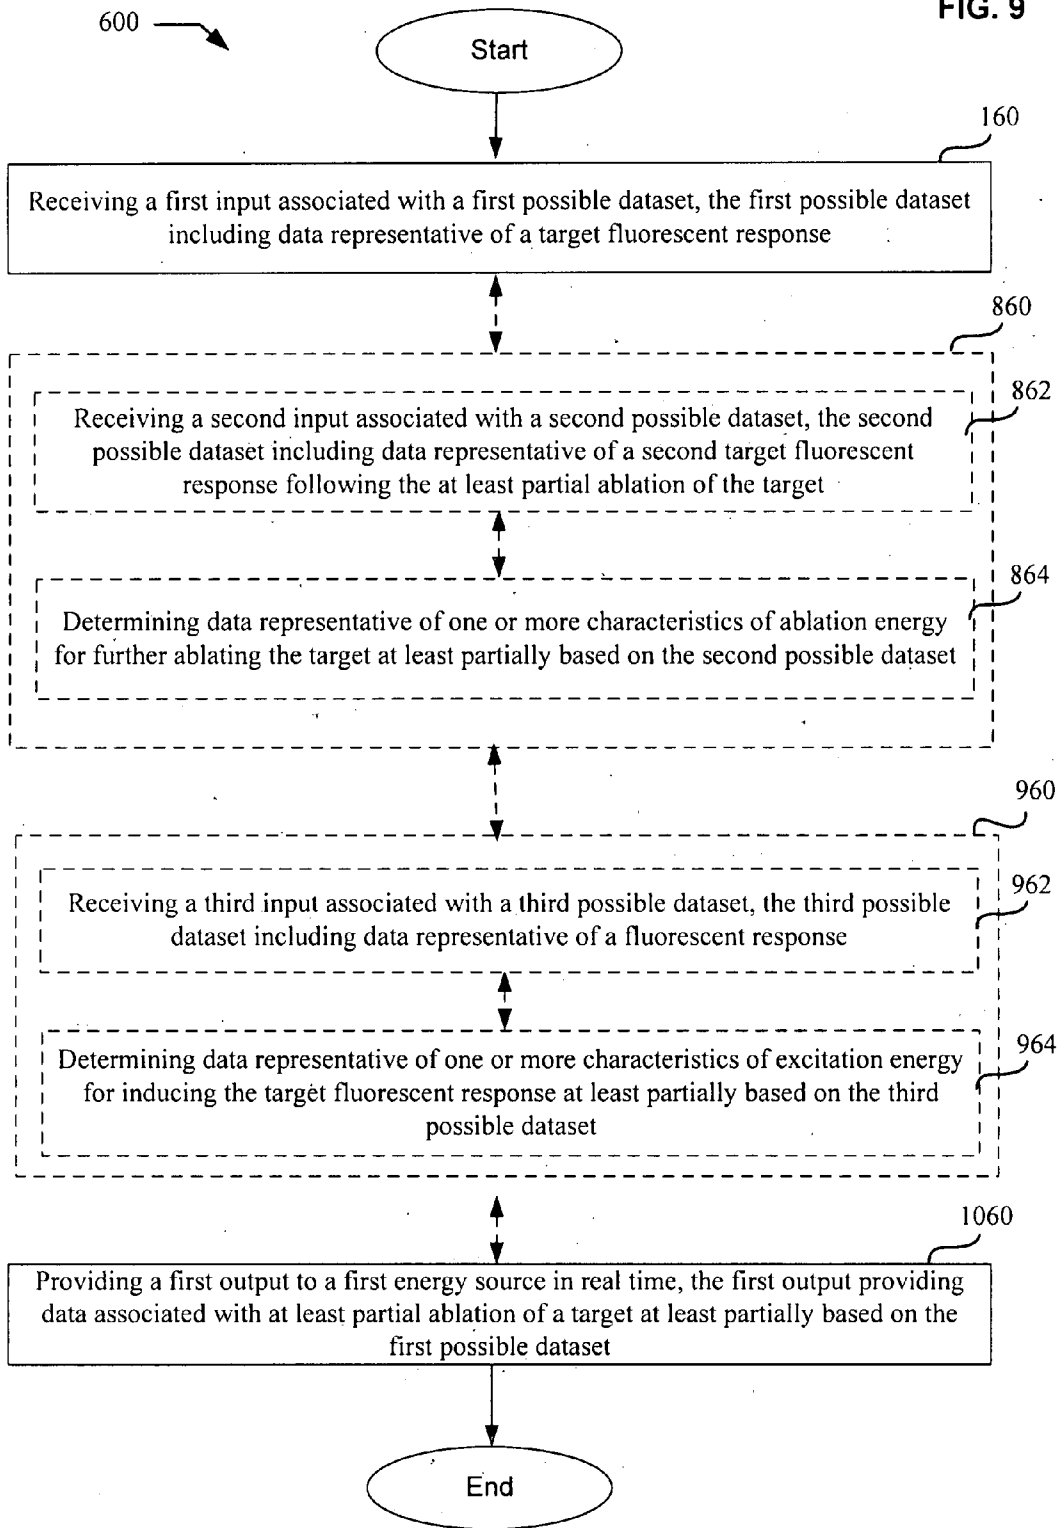 FIG. 9
600
Start
160
Receiving a first input associated with a first possible dataset, the first possible dataset
including data representative of a target fluorescent response
860
862
Receiving a second input associated with a second possible dataset, the second
possible dataset including data representative of a second target fluorescent
response following the at least partial ablation of the target
864
Determining data representative of one or more characteristics of ablation energy
for further ablating the target at least partially based on the second possible dataset
960
962
Receiving a third input associated with a third possible dataset, the third possible
dataset including data representative of a fluorescent response
964
Determining data representative of one or more characteristics of excitation energy
for inducing the target fluorescent response at least partially based on the third
possible dataset
1060
Providing a first output to a first energy source in real time, the first output providing
data associated with at least partial ablation of a target at least partially based on the
first possible dataset
End